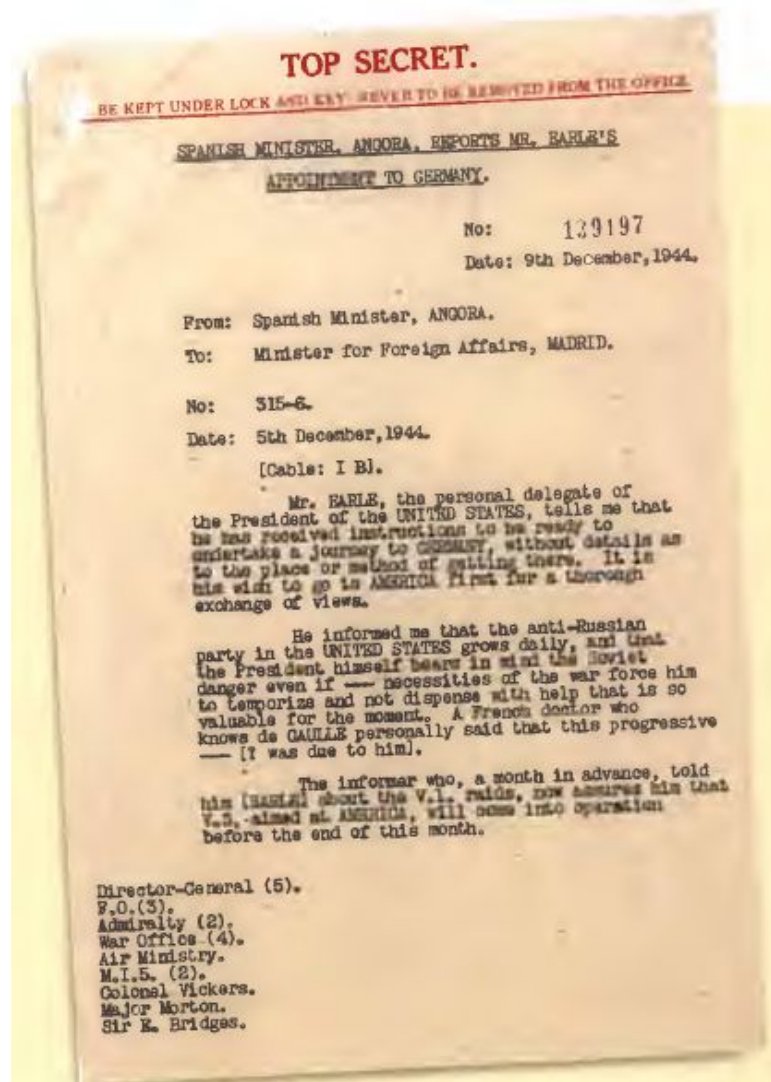 TOP SECRET.
BE KEPT UNDER LOCK AND KEY: NEVER TO BE REMOVED FROM THE OFFICE.
SPANISH MINISTER, ANGORA, REPORTS MR. EARLE'S
APPOINTMENT TO GERMANY.
No: 129197
Date: 9th December, 1944.
From: Spanish Minister, ANGORA.
To: Minister for Foreign Affairs, MADRID.
No: 315-6.
Date: 5th December, 1944.
[Cable: I B].
Mr. EARLE, the personal delegate of
the President of the UNITED STATES, tells me that
he has received instructions to be ready to
undertake a journey to GERMANY, without details as
to the place or method of getting there. It is
his wish to go to AMERICA first for a thorough
exchange of views.
He informed me that the anti-Russian
party in the UNITED STATES grows daily, and that
the President himself bears in mind the Soviet
danger even if — necessities of the war force him
to temporize and not dispense with help that is so
valuable for the moment. A French doctor who
knows de GAULLE personally said that this progressive
— [? was due to him].
The informer who, a month in advance, told
him [EARLE] about the V.1. raids, now assures him that
aimed at AMERICA, will come into operation
before the end of this month.
Director-General (5).
F.O.(3).
Admiralty (2).
War Office (4).
Air Ministry.
M.I.5. (2).
Colonel Vickers.
Major Morton.
Sir E. Bridges.